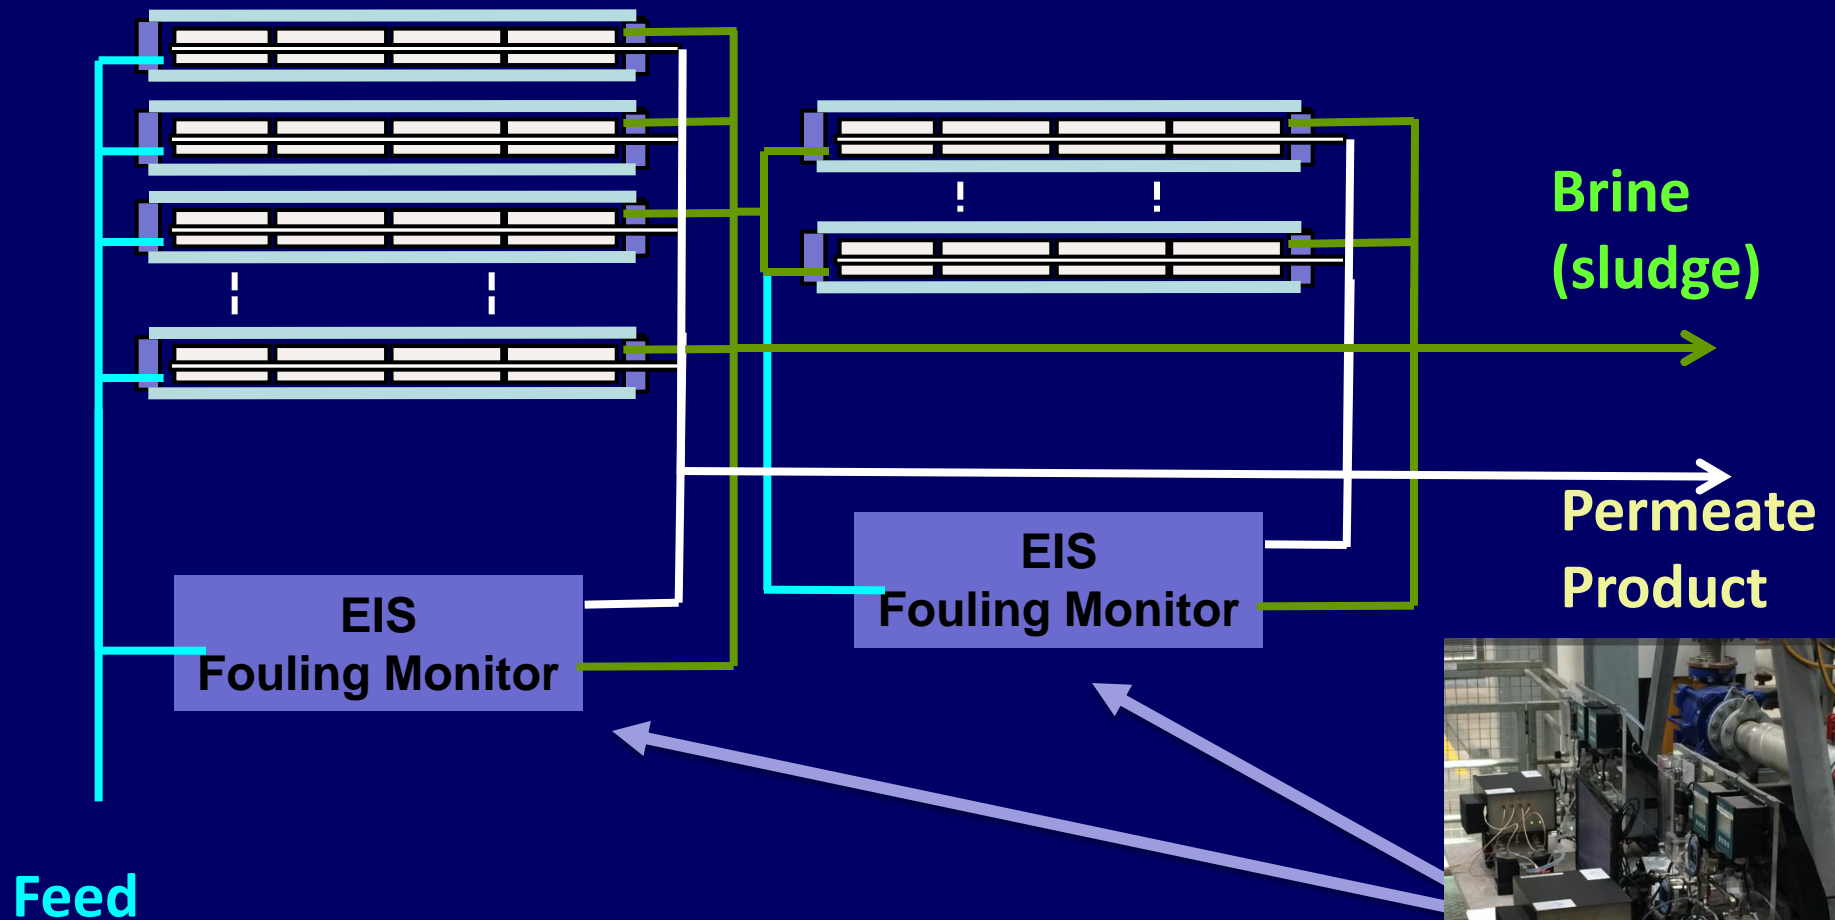 Brine
(sludge)
Permeate
Product
EIS
Fouling Monitor
EIS
Fouling Monitor
Feed